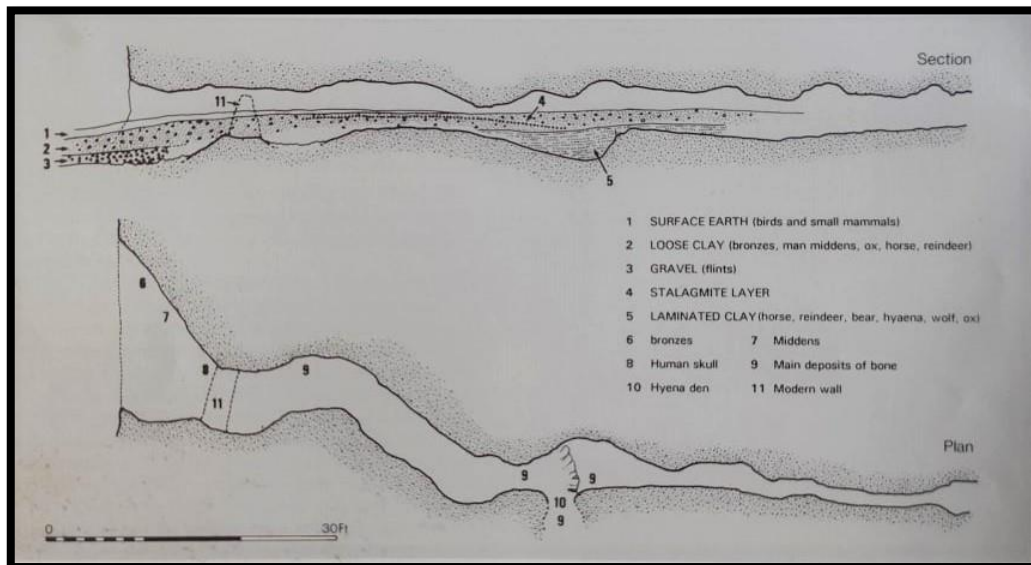 Section
11
4
1
2
3
5
1 SURFACE EARTH (birds and small mammals)
2 LOOSE CLAY (bronzes, man middens, ox, horse, reindeer)
3 GRAVEL (flints)
4 STALAGMITE LAYER
5 LAMINATED CLAY (horse, reindeer, bear, hyaena, wolf, ox)
6 bronzes 7 Middens
8 Human skull 9 Main deposits of bone
10 Hyena den 11 Modern wall
6
7
8
9
11
Plan
9
9
10
9
0 30Ft